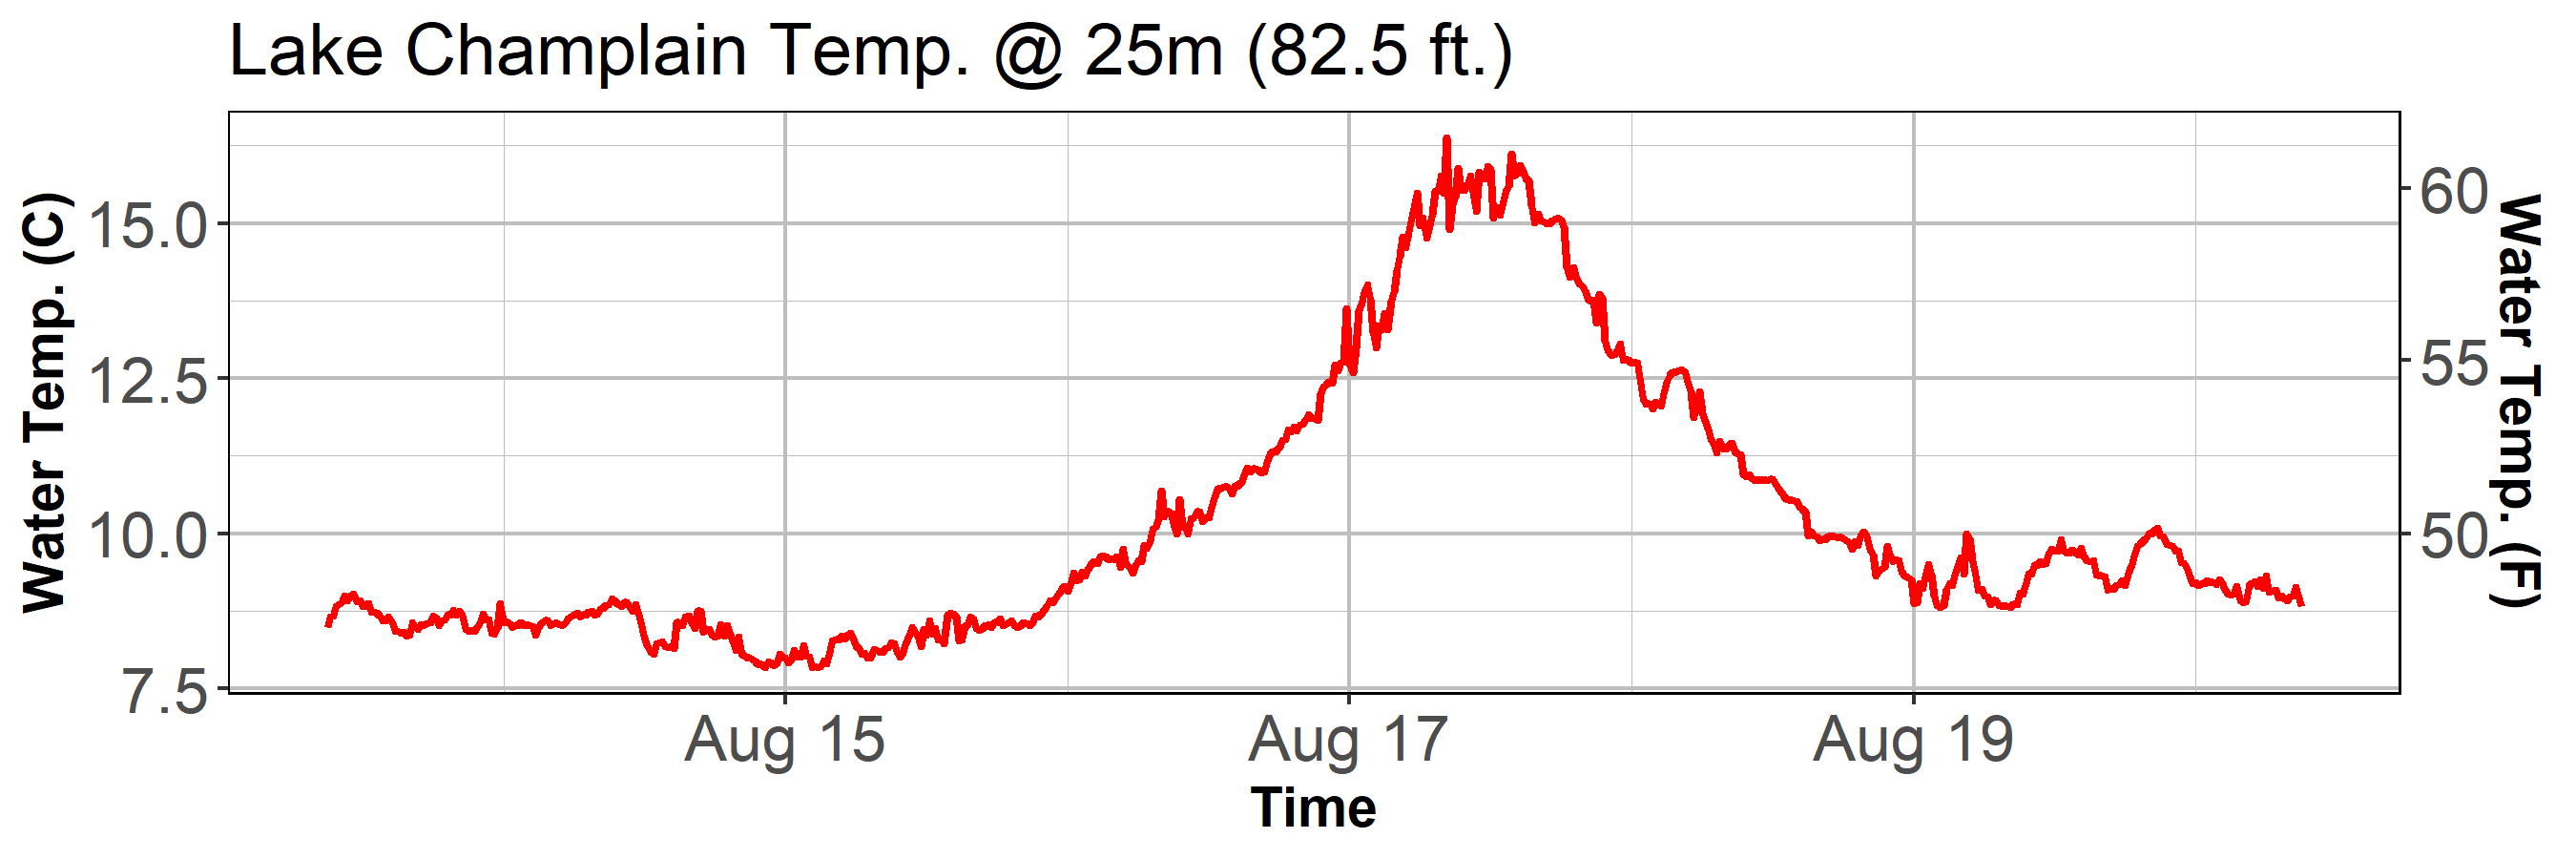 Lake Champlain Temp. @ 25m (82.5 ft.)
Water Temp. (C)
15.0
12.5
10.0
7.5
60
55
50
Water Temp. (F)
Aug 15
Aug 17
Aug 19
Time